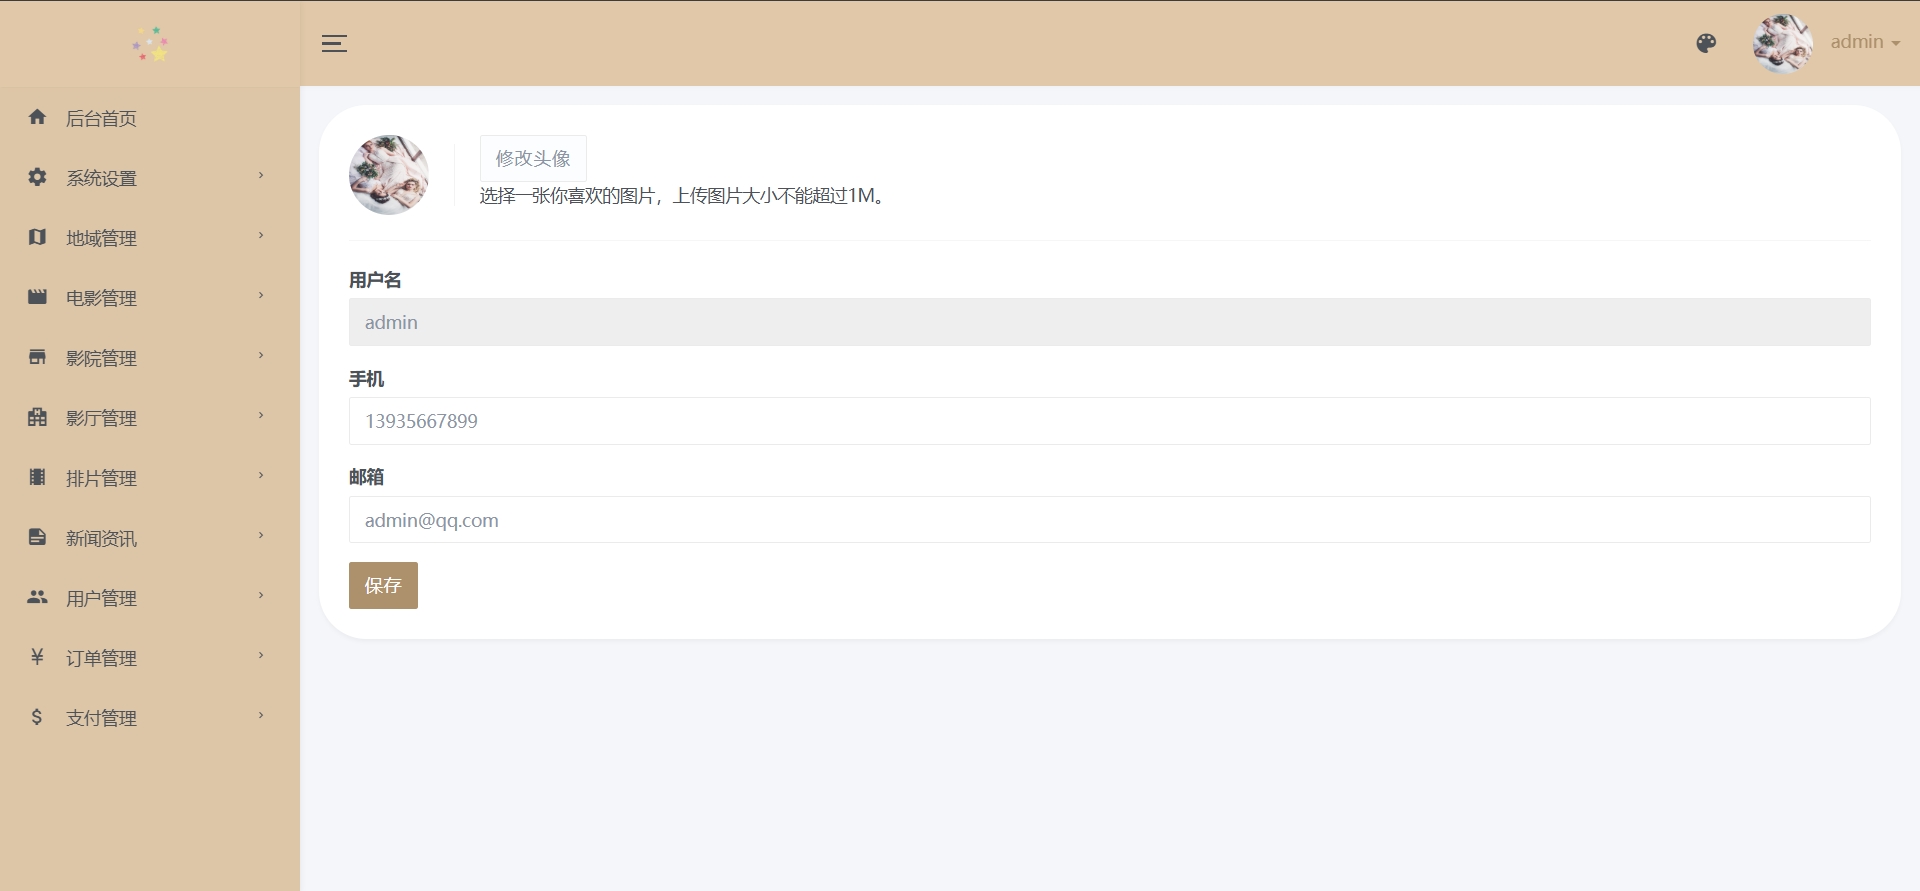 admin
后台首页
系统设置
地域管理
电影管理
影院管理
影厅管理
排片管理
新闻资讯
用户管理
订单管理
支付管理
修改头像
选择一张你喜欢的图片，上传图片大小不能超过1M。
用户名
admin
手机
13935667899
邮箱
admin@qq.com
保存